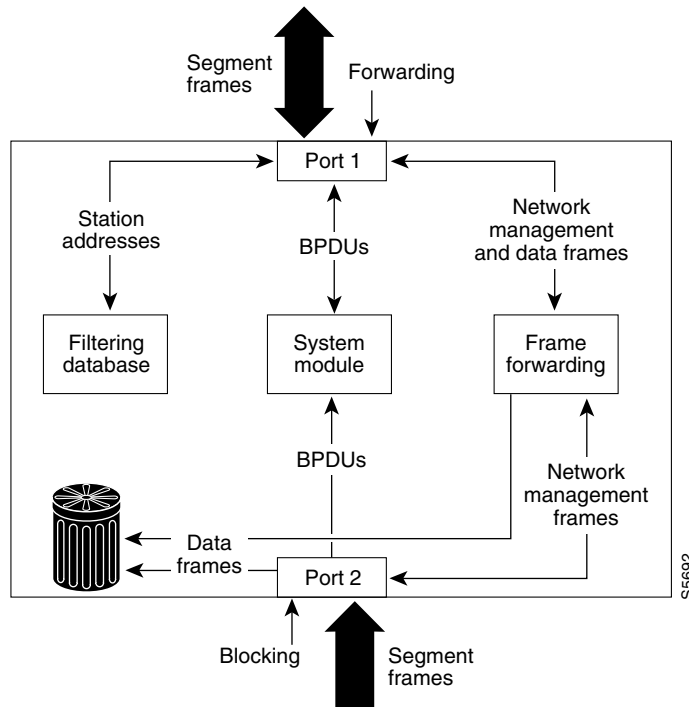 Segment
frames
Forwarding
Port 1
Station
addresses
BPDUs
Network
management
and data frames
Filtering
database
System
module
Frame
forwarding
BPDUs
Network
management
frames
Data
frames
Port 2
Blocking
Segment
frames
S5692